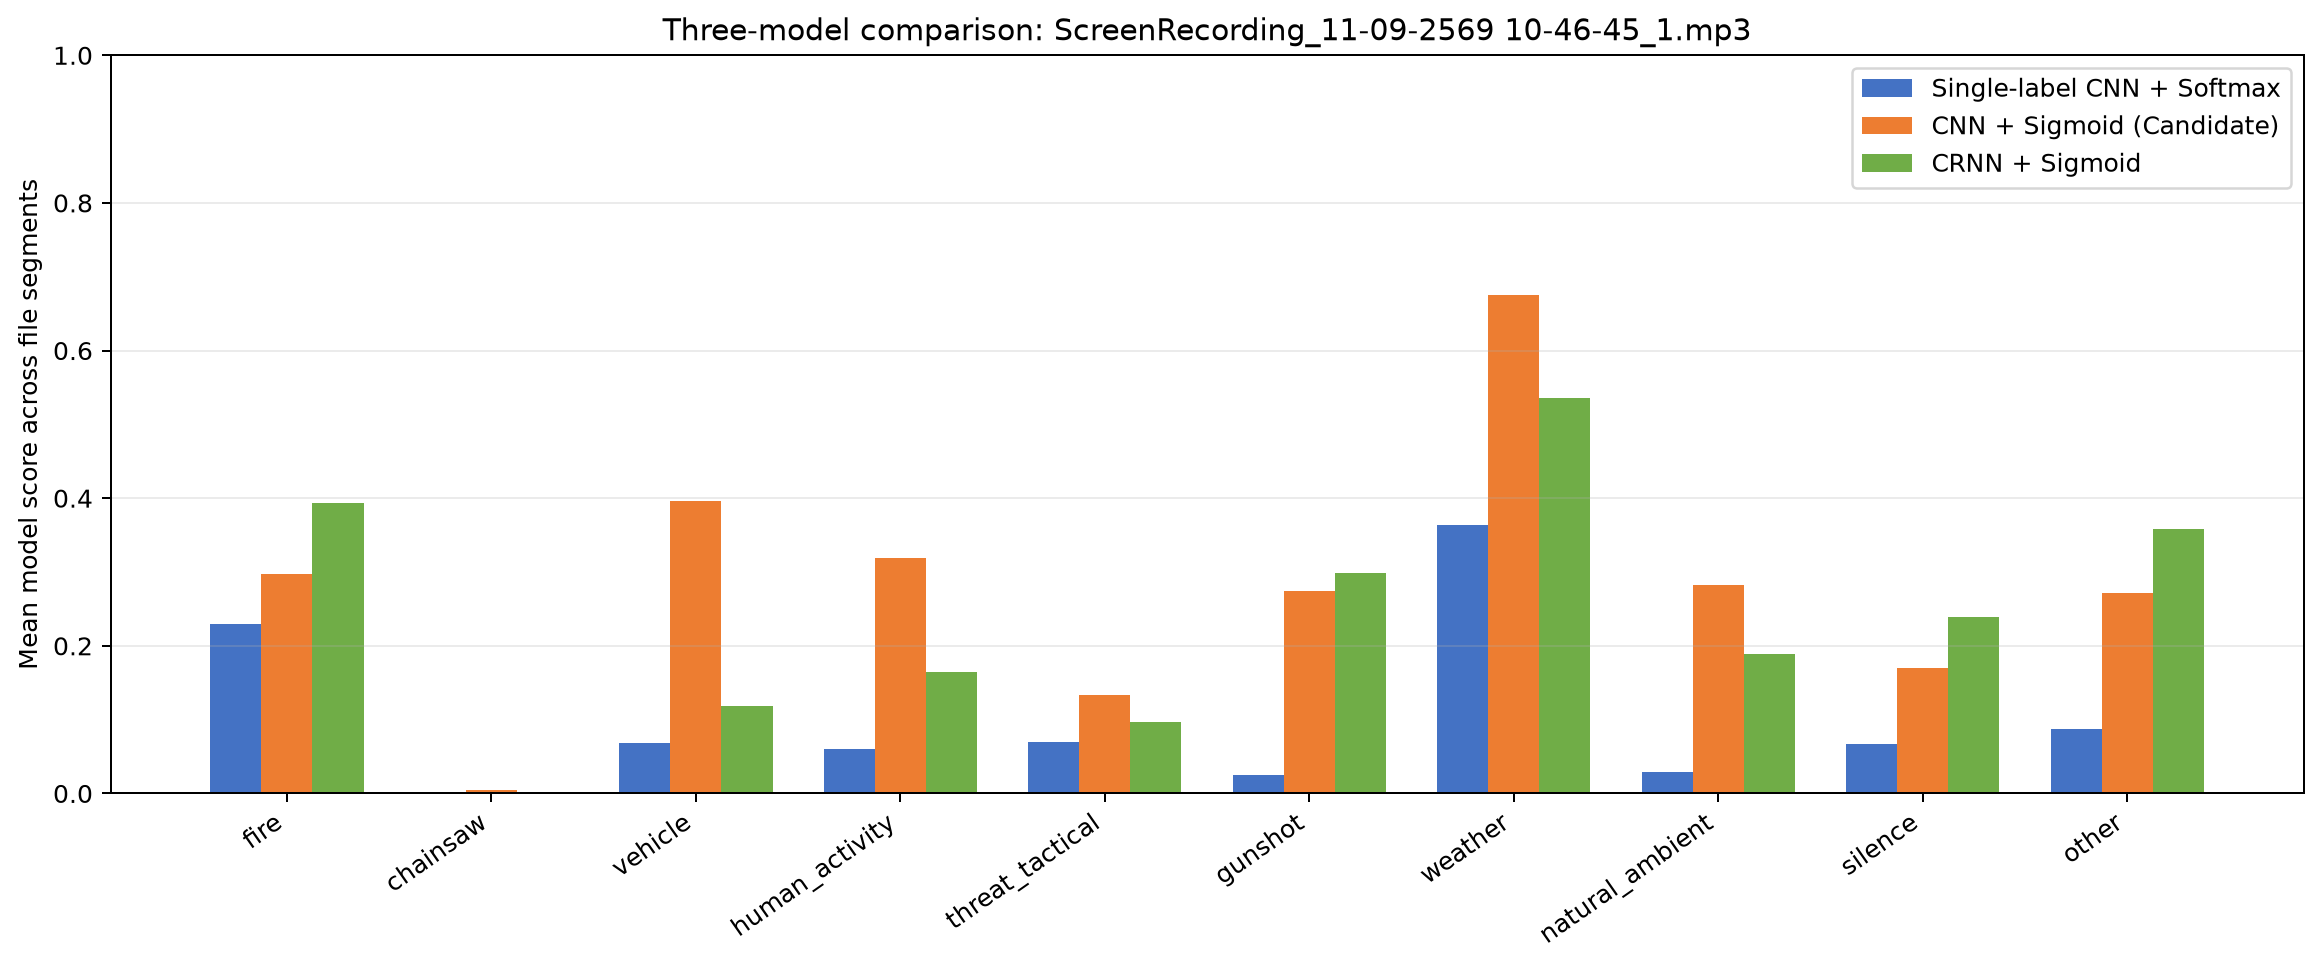 Three-model comparison: ScreenRecording_11-09-2569 10-46-45_1.mp3
Single-label CNN + Softmax
CNN + Sigmoid (Candidate)
CRNN + Sigmoid
Mean model score across file segments
1.0
0.8
0.6
0.4
0.2
0.0
fire
chainsaw
vehicle
human_activity
threat_tactical
gunshot
weather
natural_ambient
silence
other